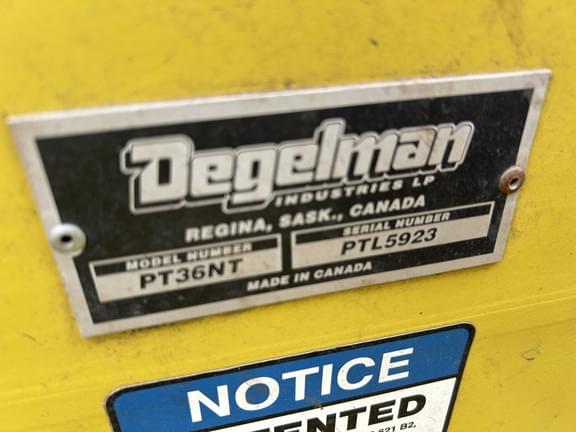 Degelman
INDUSTRIES LP
REGINA, SASK., CANADA
MODEL NUMBER SERIAL NUMBER
PT36NT PTL5923
MADE IN CANADA
NOTICE